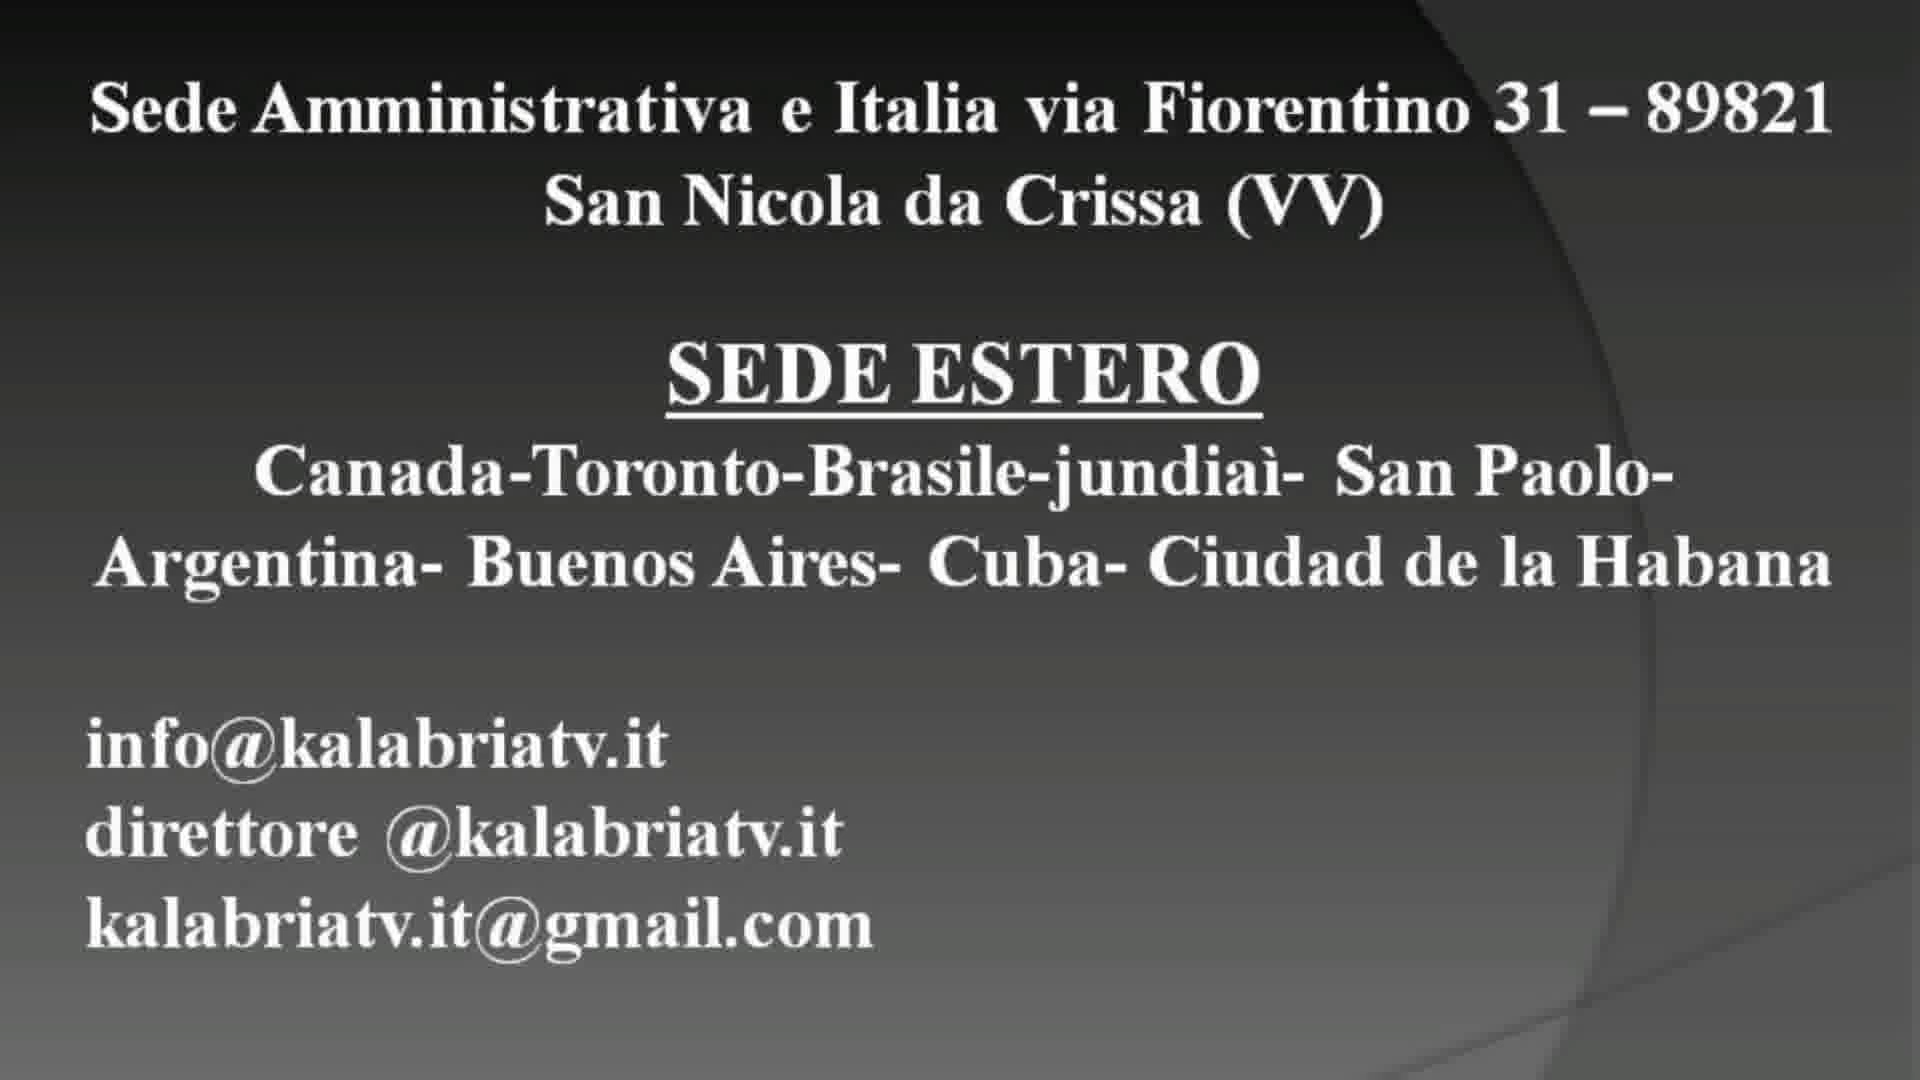 Sede Amministrativa e Italia via Fiorentino 31 – 89821
San Nicola da Crissa (VV)
SEDE ESTERO
Canada-Toronto-Brasile-jundiaì- San Paolo-
Argentina- Buenos Aires- Cuba- Ciudad de la Habana
info@kalabriatv.it
direttore @kalabriatv.it
kalabriatv.it@gmail.com